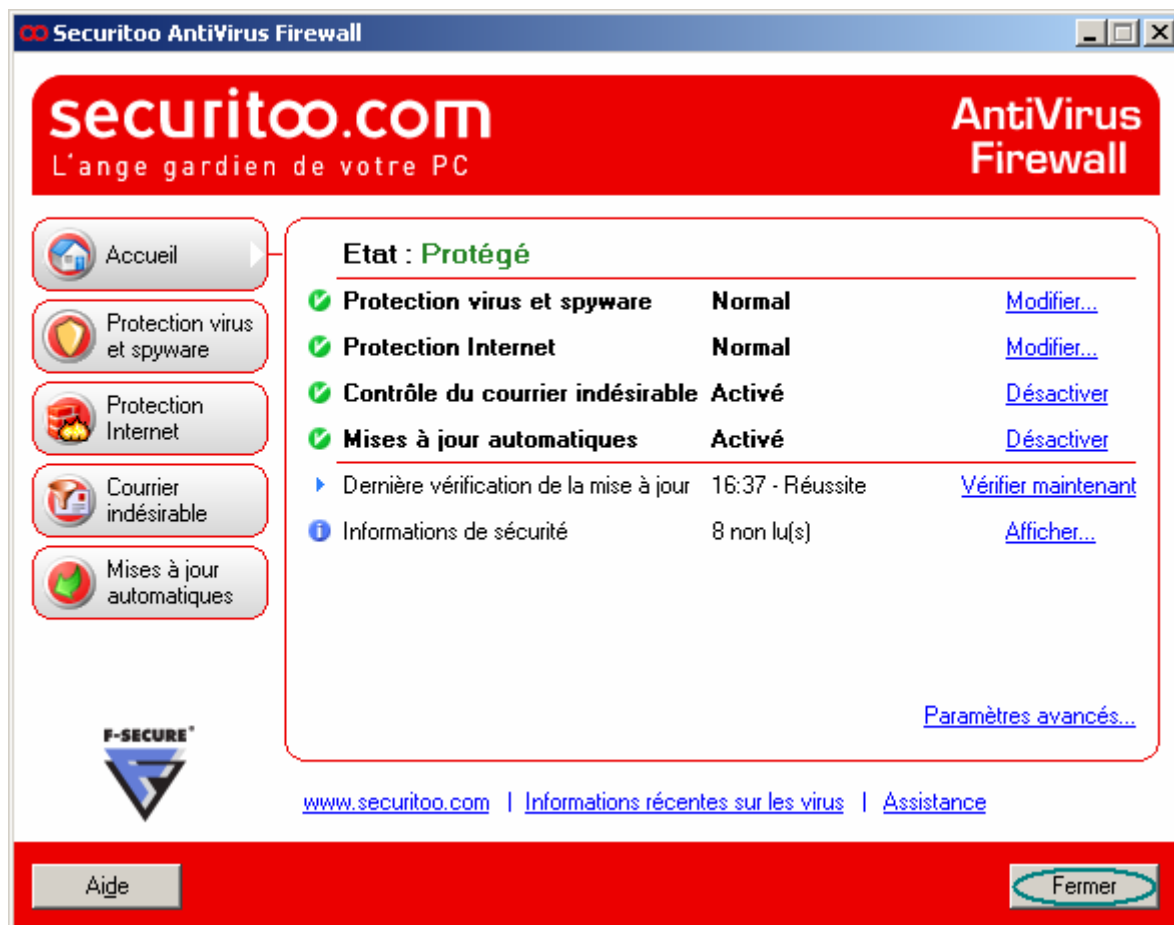 Securitoo AntiVirus Firewall
securitoo.com
L'ange gardien de votre PC
AntiVirus
Firewall
Accueil
Protection virus
et spyware
Protection
Internet
Courrier
indésirable
Mises à jour
automatiques
Etat : Protégé
Protection virus et spyware Normal Modifier...
Protection Internet Normal Modifier...
Contrôle du courrier indésirable Activé Désactiver
Mises à jour automatiques Activé Désactiver
Dernière vérification de la mise à jour 16:37 - Réussite Vérifier maintenant
Informations de sécurité 8 non lu(s) Afficher...
Paramètres avancés...
F-SECURE®
www.securitoo.com | Informations récentes sur les virus | Assistance
Aide
Fermer